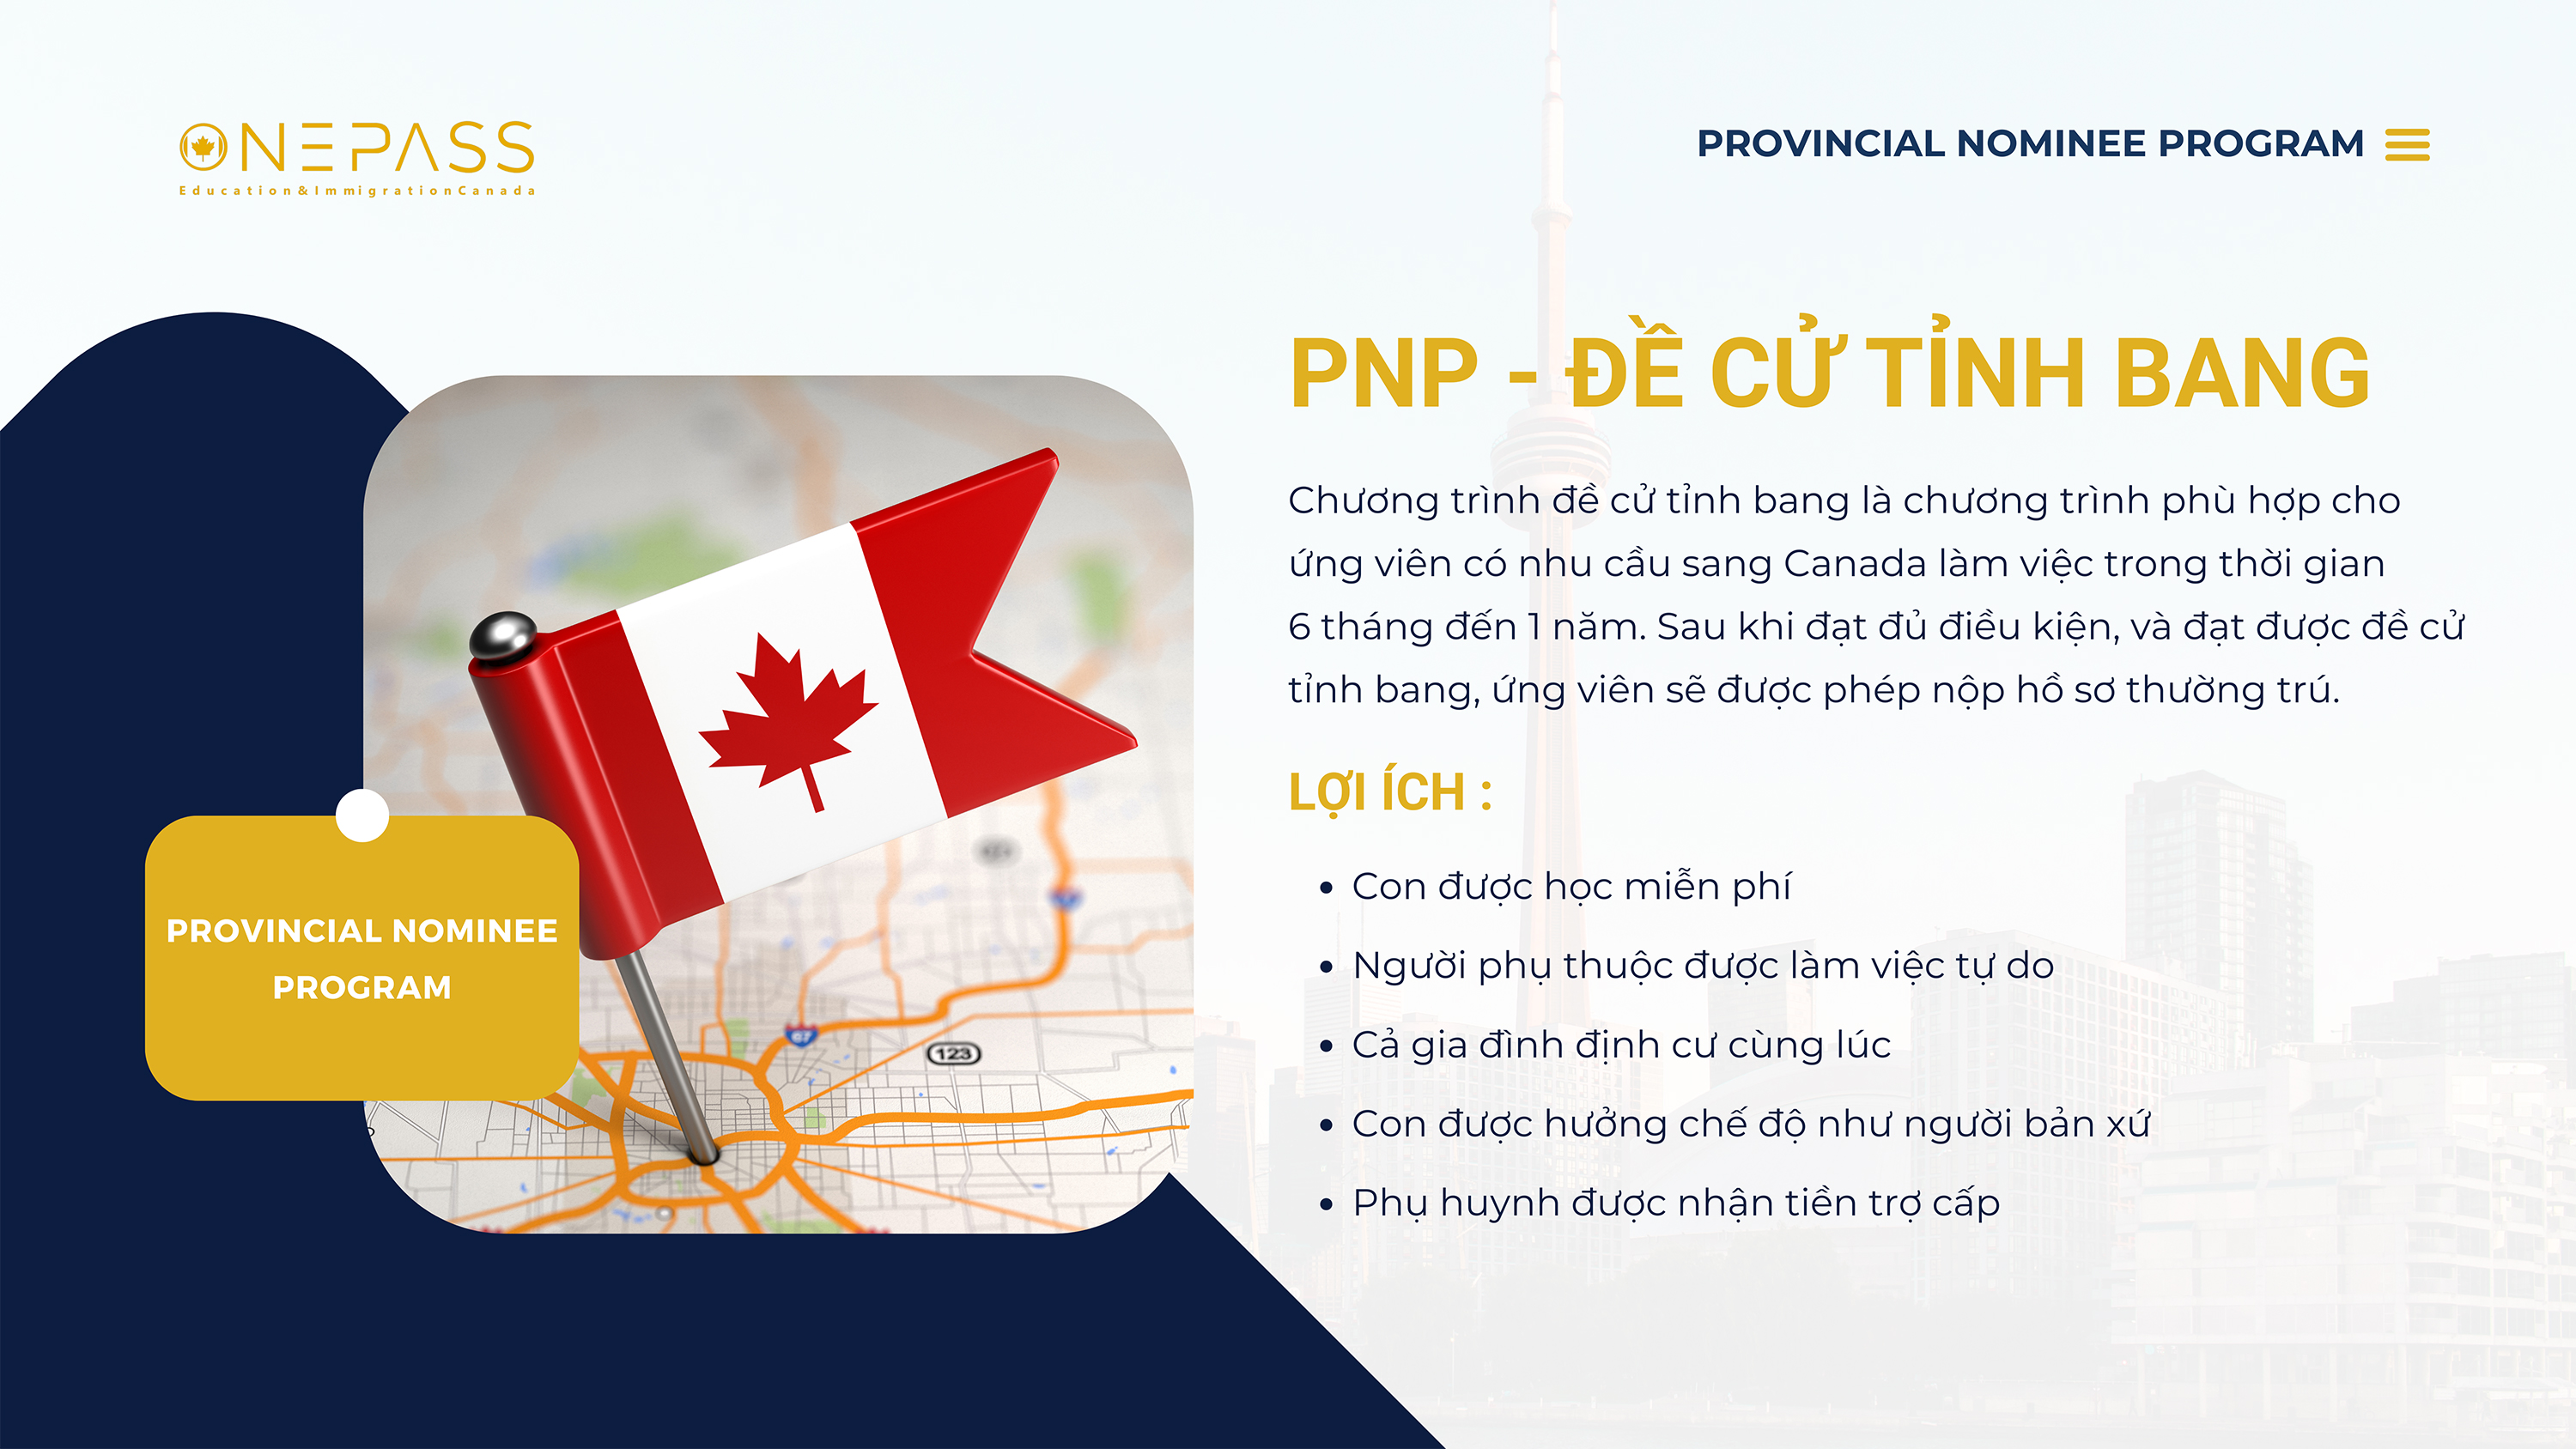 ONEPASS
Education&ImmigrationCanada
PROVINCIAL NOMINEE PROGRAM
PNP - ĐỀ CỬ TỈNH BANG
Chương trình đề cử tỉnh bang là chương trình phù hợp cho
ứng viên có nhu cầu sang Canada làm việc trong thời gian
6 tháng đến 1 năm. Sau khi đạt đủ điều kiện, và đạt được đề cử
tỉnh bang, ứng viên sẽ được phép nộp hồ sơ thường trú.
LỢI ÍCH :
• Con được học miễn phí
• Người phụ thuộc được làm việc tự do
• Cả gia đình định cư cùng lúc
• Con được hưởng chế độ như người bản xứ
• Phụ huynh được nhận tiền trợ cấp
PROVINCIAL NOMINEE
PROGRAM
67
123